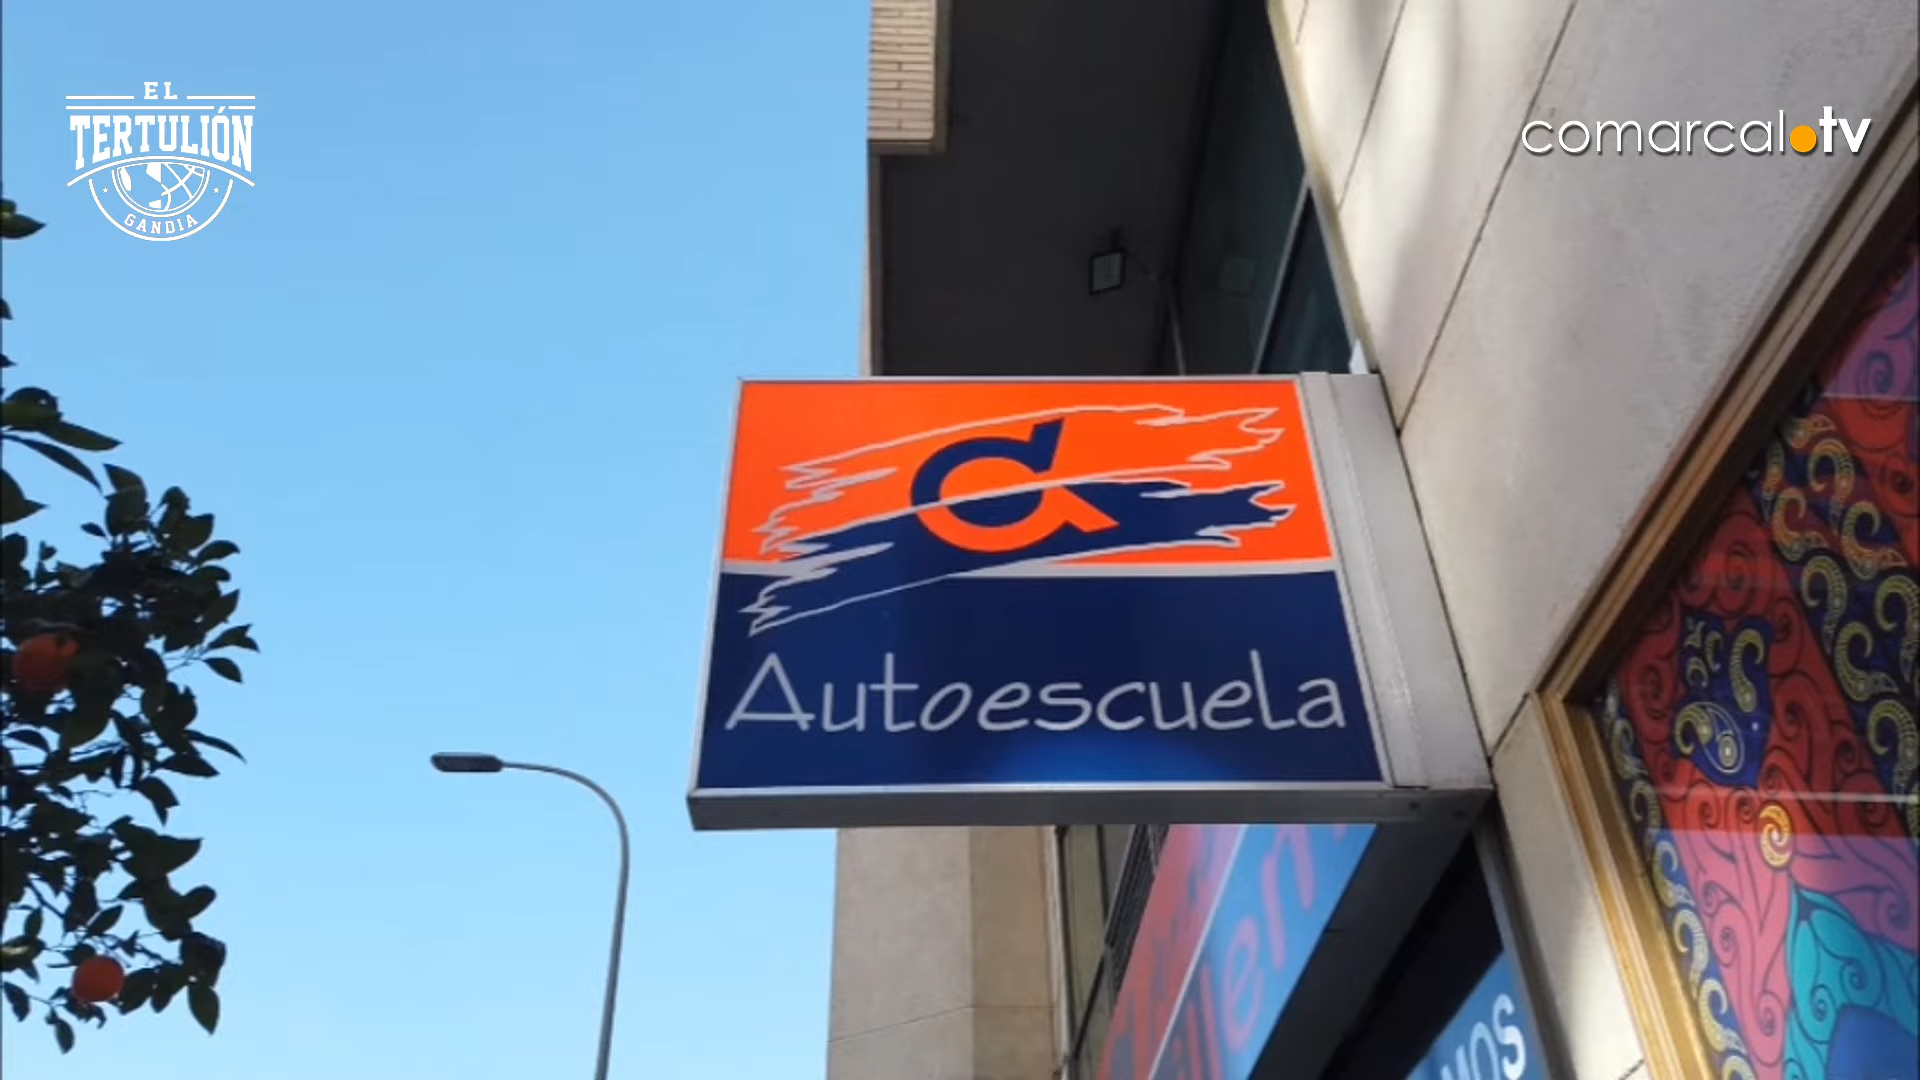 EL
TERTULIÓN
GANDIA
comarcal.tv
a
Autoescuela